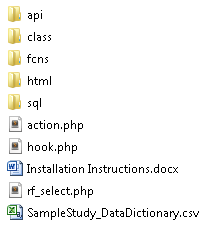 api
class
fcns
html
sql
action.php
hook.php
Installation Instructions.docx
rf_select.php
SampleStudy_DataDictionary.csv